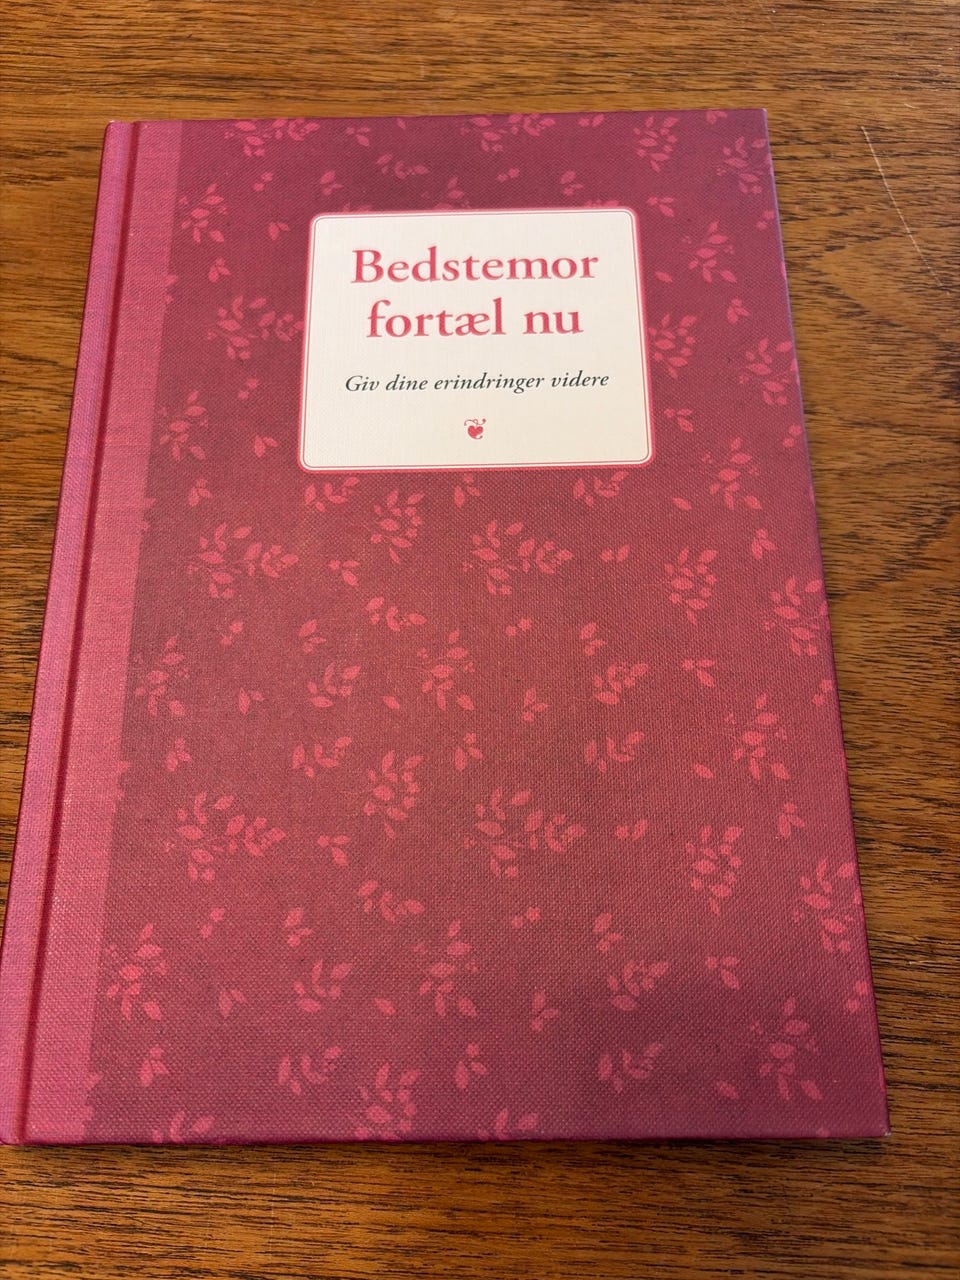 Bedstemor
fortæl nu
Giv dine erindringer videre